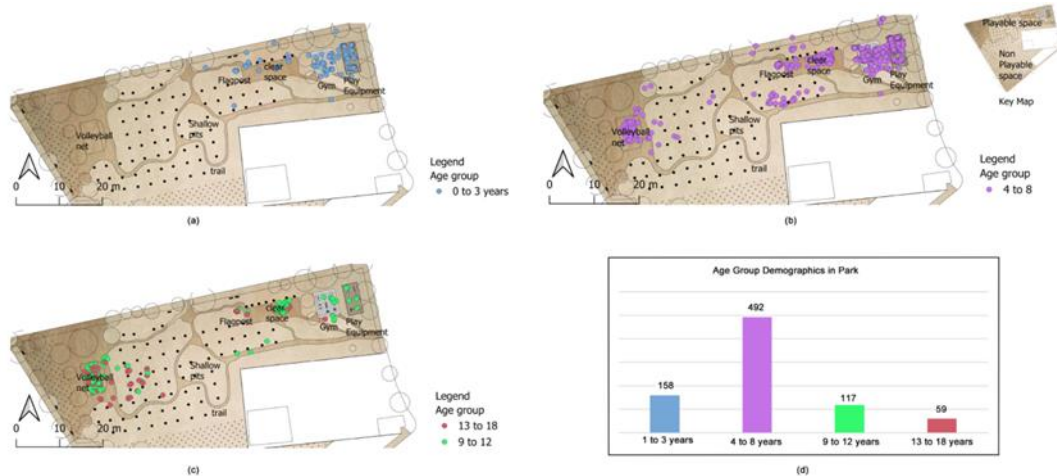 Flagpost
clear
space
Gym
Play
Equipment
Volleyball
net
Shallow
pits
trail
0 10 20 m
Legend
Age group
0 to 3 years
(a)
Flagpost
clear
space
Gym
Play
Equipment
Volleyball
net
Shallow
pits
trail
0 10 20 m
Legend
Age group
4 to 8
(b)
Playable space
Non
Playable
space
Key Map
Flagpost
clear
space
Gym
Play
Equipment
Volleyball
net
Shallow
pits
trail
0 10 20 m
Legend
Age group
13 to 18
9 to 12
(c)
Age Group Demographics in Park
158
492
117
59
1 to 3 years
4 to 8 years
9 to 12 years
13 to 18 years
(d)